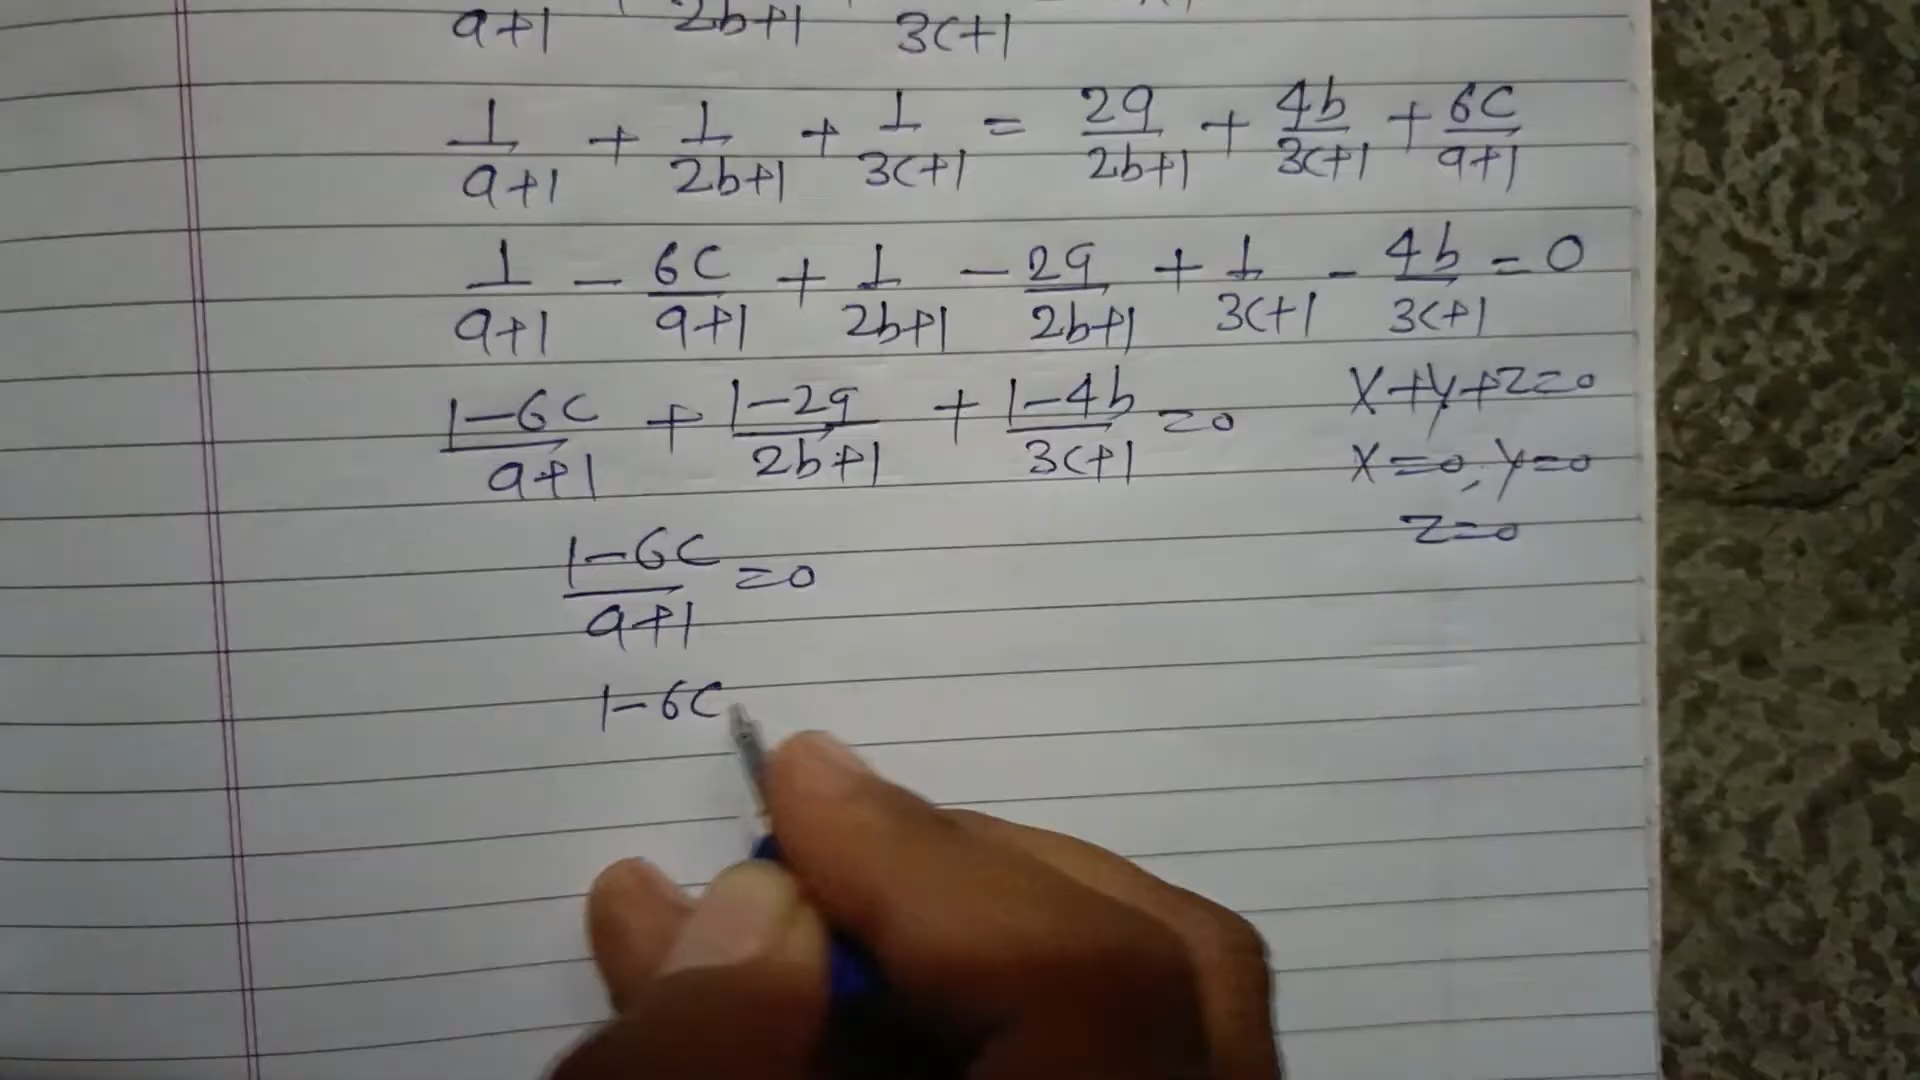 a+1 2b+1 3c+1
1/a+1 + 1/2b+1 + 1/3c+1 = 2a/2b+1 + 4b/3c+1 + 6c/a+1
1/a+1 - 6c/a+1 + 1/2b+1 - 2a/2b+1 + 1/3c+1 - 4b/3c+1 = 0
1-6c/a+1 + 1-2a/2b+1 + 1-4b/3c+1 = 0
x+y+z=0
x=0, y=0
z=0
1-6c/a+1 = 0
1-6c